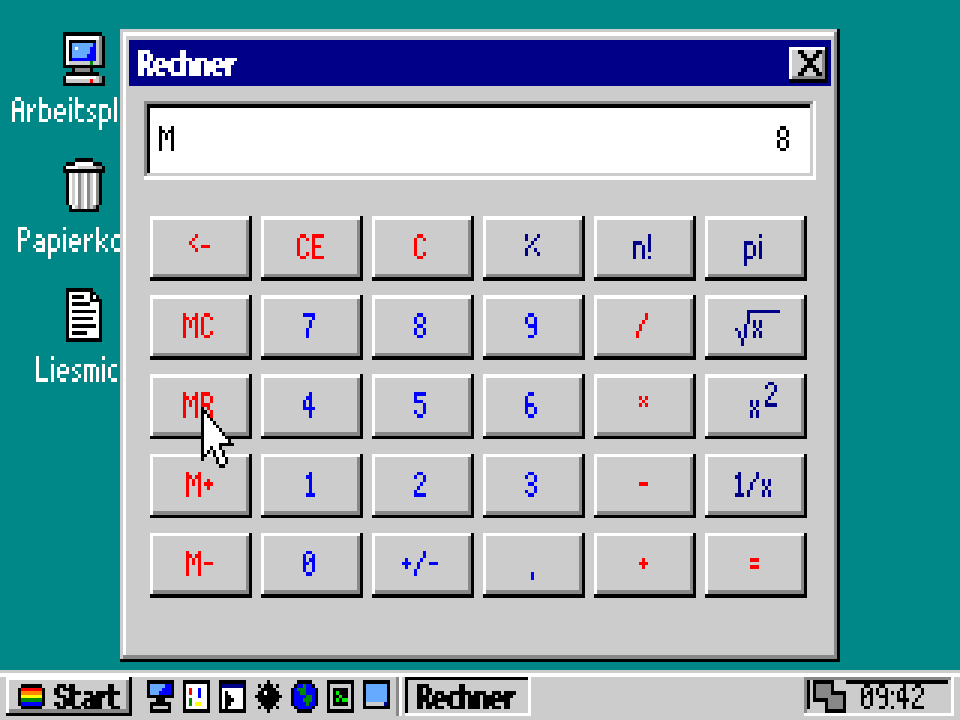 Rechner
M 8
Arbeitspl
Papierko
Liesmic
<- CE C % n! pi
MC 7 8 9 / √x
MR 4 5 6 * x²
M+ 1 2 3 - 1/x
M- 0 +/- , + =
Start Rechner 09:42